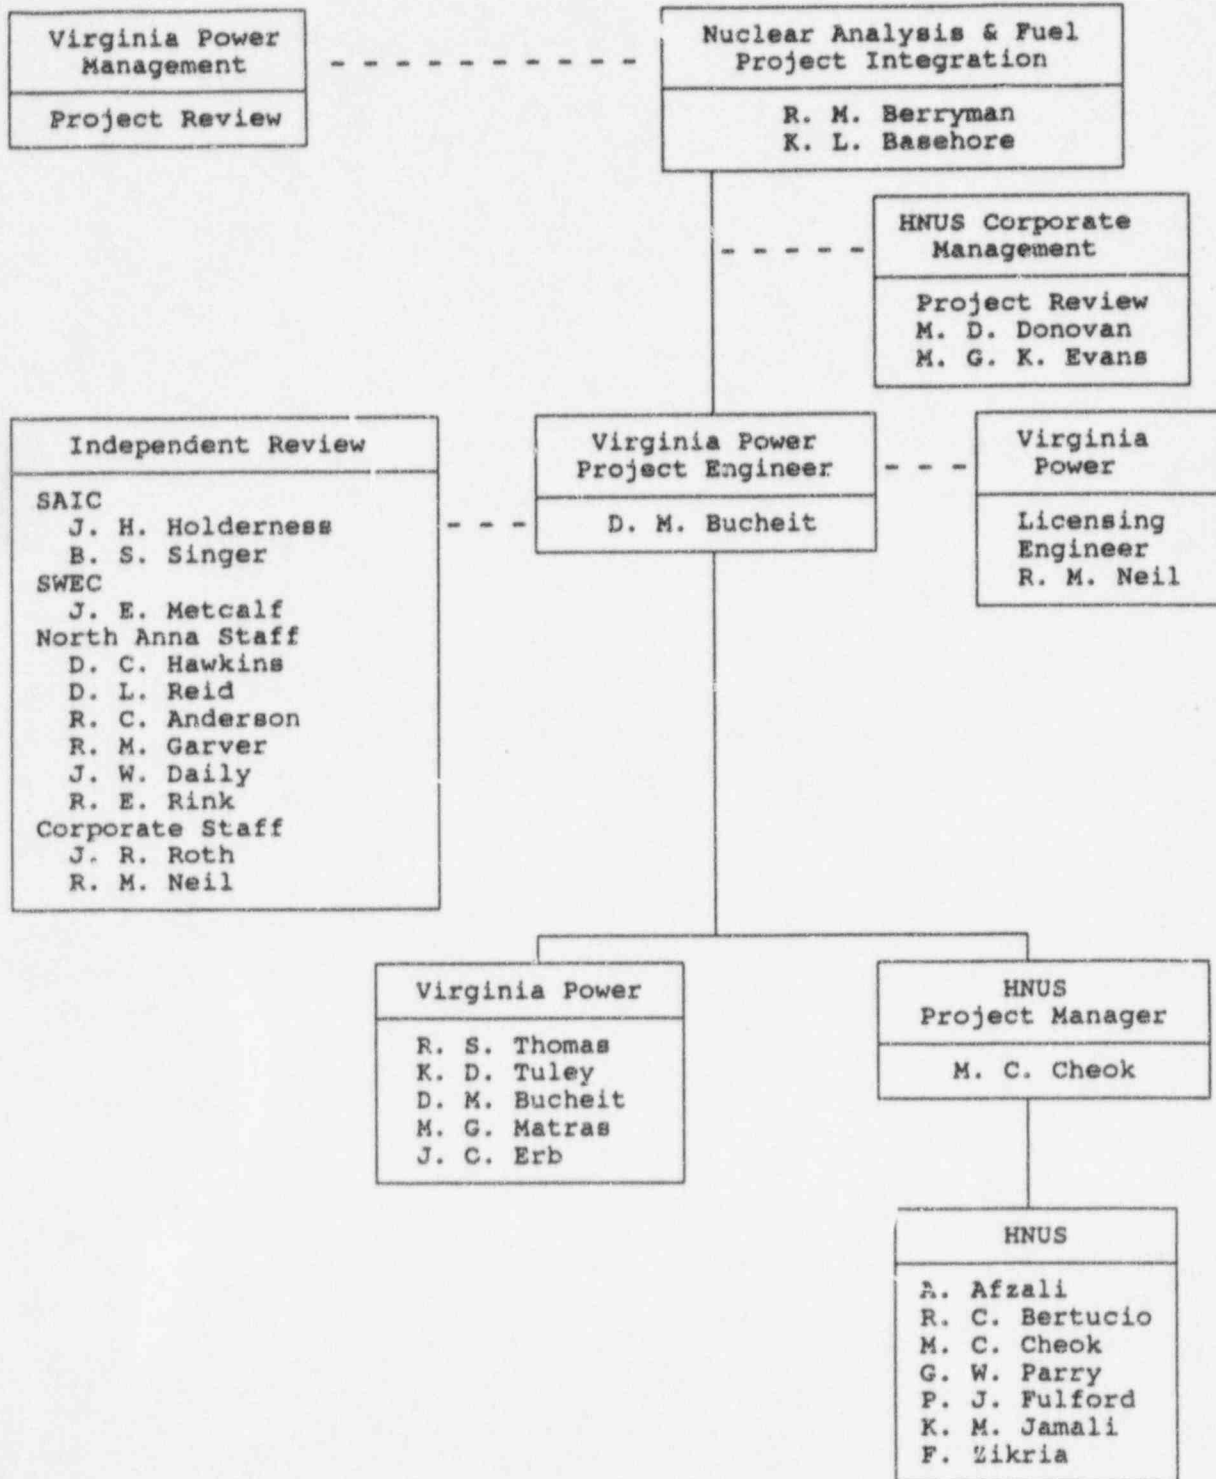 Virginia Power
Management
Project Review
Nuclear Analysis & Fuel
Project Integration
R. M. Berryman
K. L. Basehore
HNUS Corporate
Management
Project Review
M. D. Donovan
M. G. K. Evans
Independent Review
SAIC
J. H. Holderness
B. S. Singer
SWEC
J. E. Metcalf
North Anna Staff
D. C. Hawkins
D. L. Reid
R. C. Anderson
R. M. Garver
J. W. Daily
R. E. Rink
Corporate Staff
J. R. Roth
R. M. Neil
Virginia Power
Project Engineer
D. M. Bucheit
Virginia
Power
Licensing
Engineer
R. M. Neil
Virginia Power
R. S. Thomas
K. D. Tuley
D. M. Bucheit
M. G. Matras
J. C. Erb
HNUS
Project Manager
M. C. Cheok
HNUS
A. Afzali
R. C. Bertucio
M. C. Cheok
G. W. Parry
P. J. Fulford
K. M. Jamali
F. Zikria